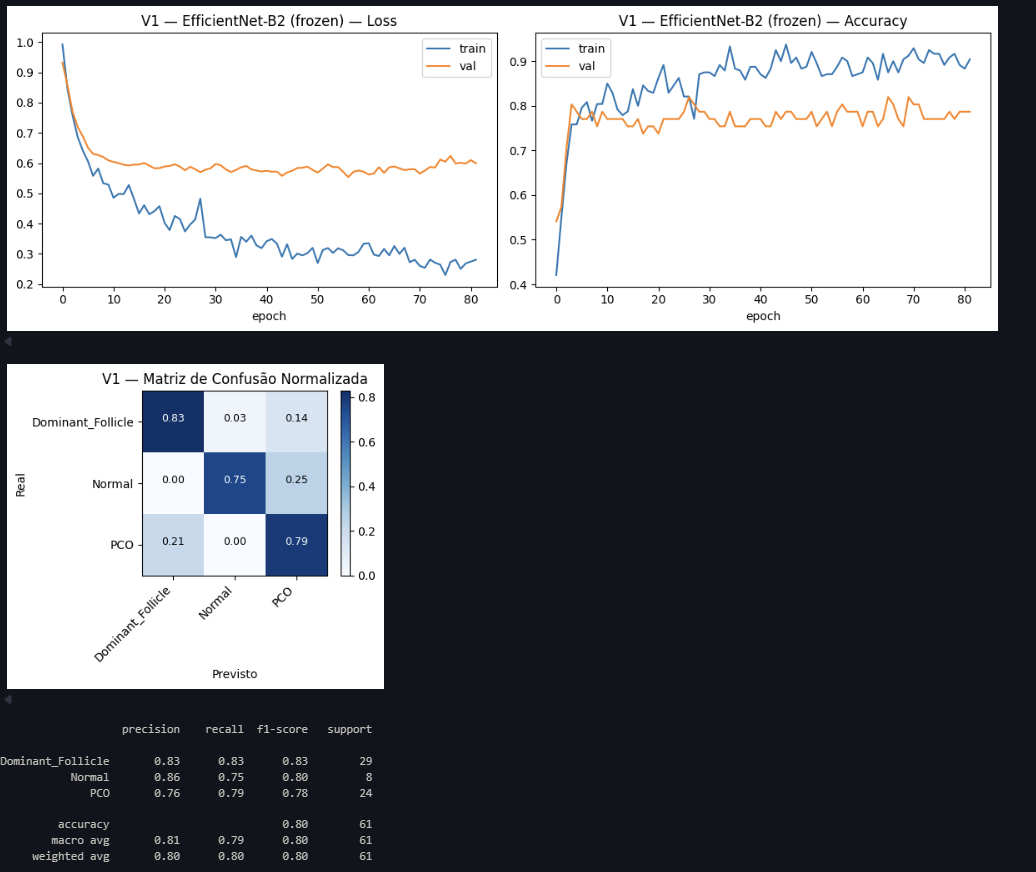 V1 — EfficientNet-B2 (frozen) — Loss
1.0
0.9
0.8
0.7
0.6
0.5
0.4
0.3
0.2
0 10 20 30 40 50 60 70 80
epoch
train
val
V1 — EfficientNet-B2 (frozen) — Accuracy
0.9
0.8
0.7
0.6
0.5
0.4
0 10 20 30 40 50 60 70 80
epoch
train
val
V1 — Matriz de Confusão Normalizada
Real
Dominant_Follicle 0.83 0.03 0.14
Normal 0.00 0.75 0.25
PCO 0.21 0.00 0.79
Dominant_Follicle Normal PCO
Previsto
0.8
0.6
0.4
0.2
0.0
precision recall f1-score support
Dominant_Follicle 0.83 0.83 0.83 29
Normal 0.86 0.75 0.80 8
PCO 0.76 0.79 0.78 24
accuracy 0.80 61
macro avg 0.81 0.79 0.80 61
weighted avg 0.80 0.80 0.80 61